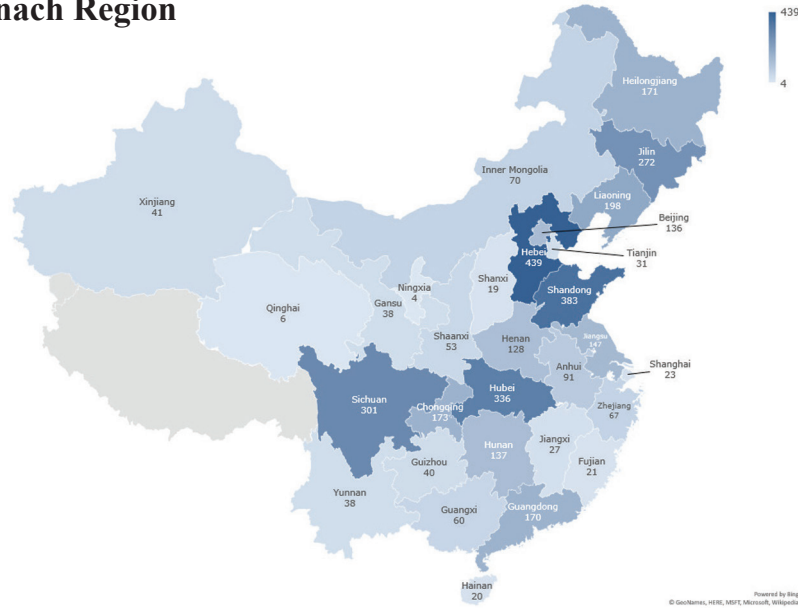 nach Region
439
4
Heilongjiang
171
Jilin
272
Inner Mongolia
70
Liaoning
198
Xinjiang
41
Beijing
136
Hebei
439
Tianjin
31
Shanxi
19
Shandong
383
Ningxia
4
Qinghai
6
Gansu
38
Shaanxi
53
Henan
128
Jiangsu
147
Anhui
91
Shanghai
23
Sichuan
301
Chongqing
173
Hubei
336
Zhejiang
67
Hunan
137
Jiangxi
27
Guizhou
40
Fujian
21
Yunnan
38
Guangxi
60
Guangdong
170
Hainan
20
Powered by Bing
© GeoNames, HERE, MSFT, Microsoft, Wikipedia